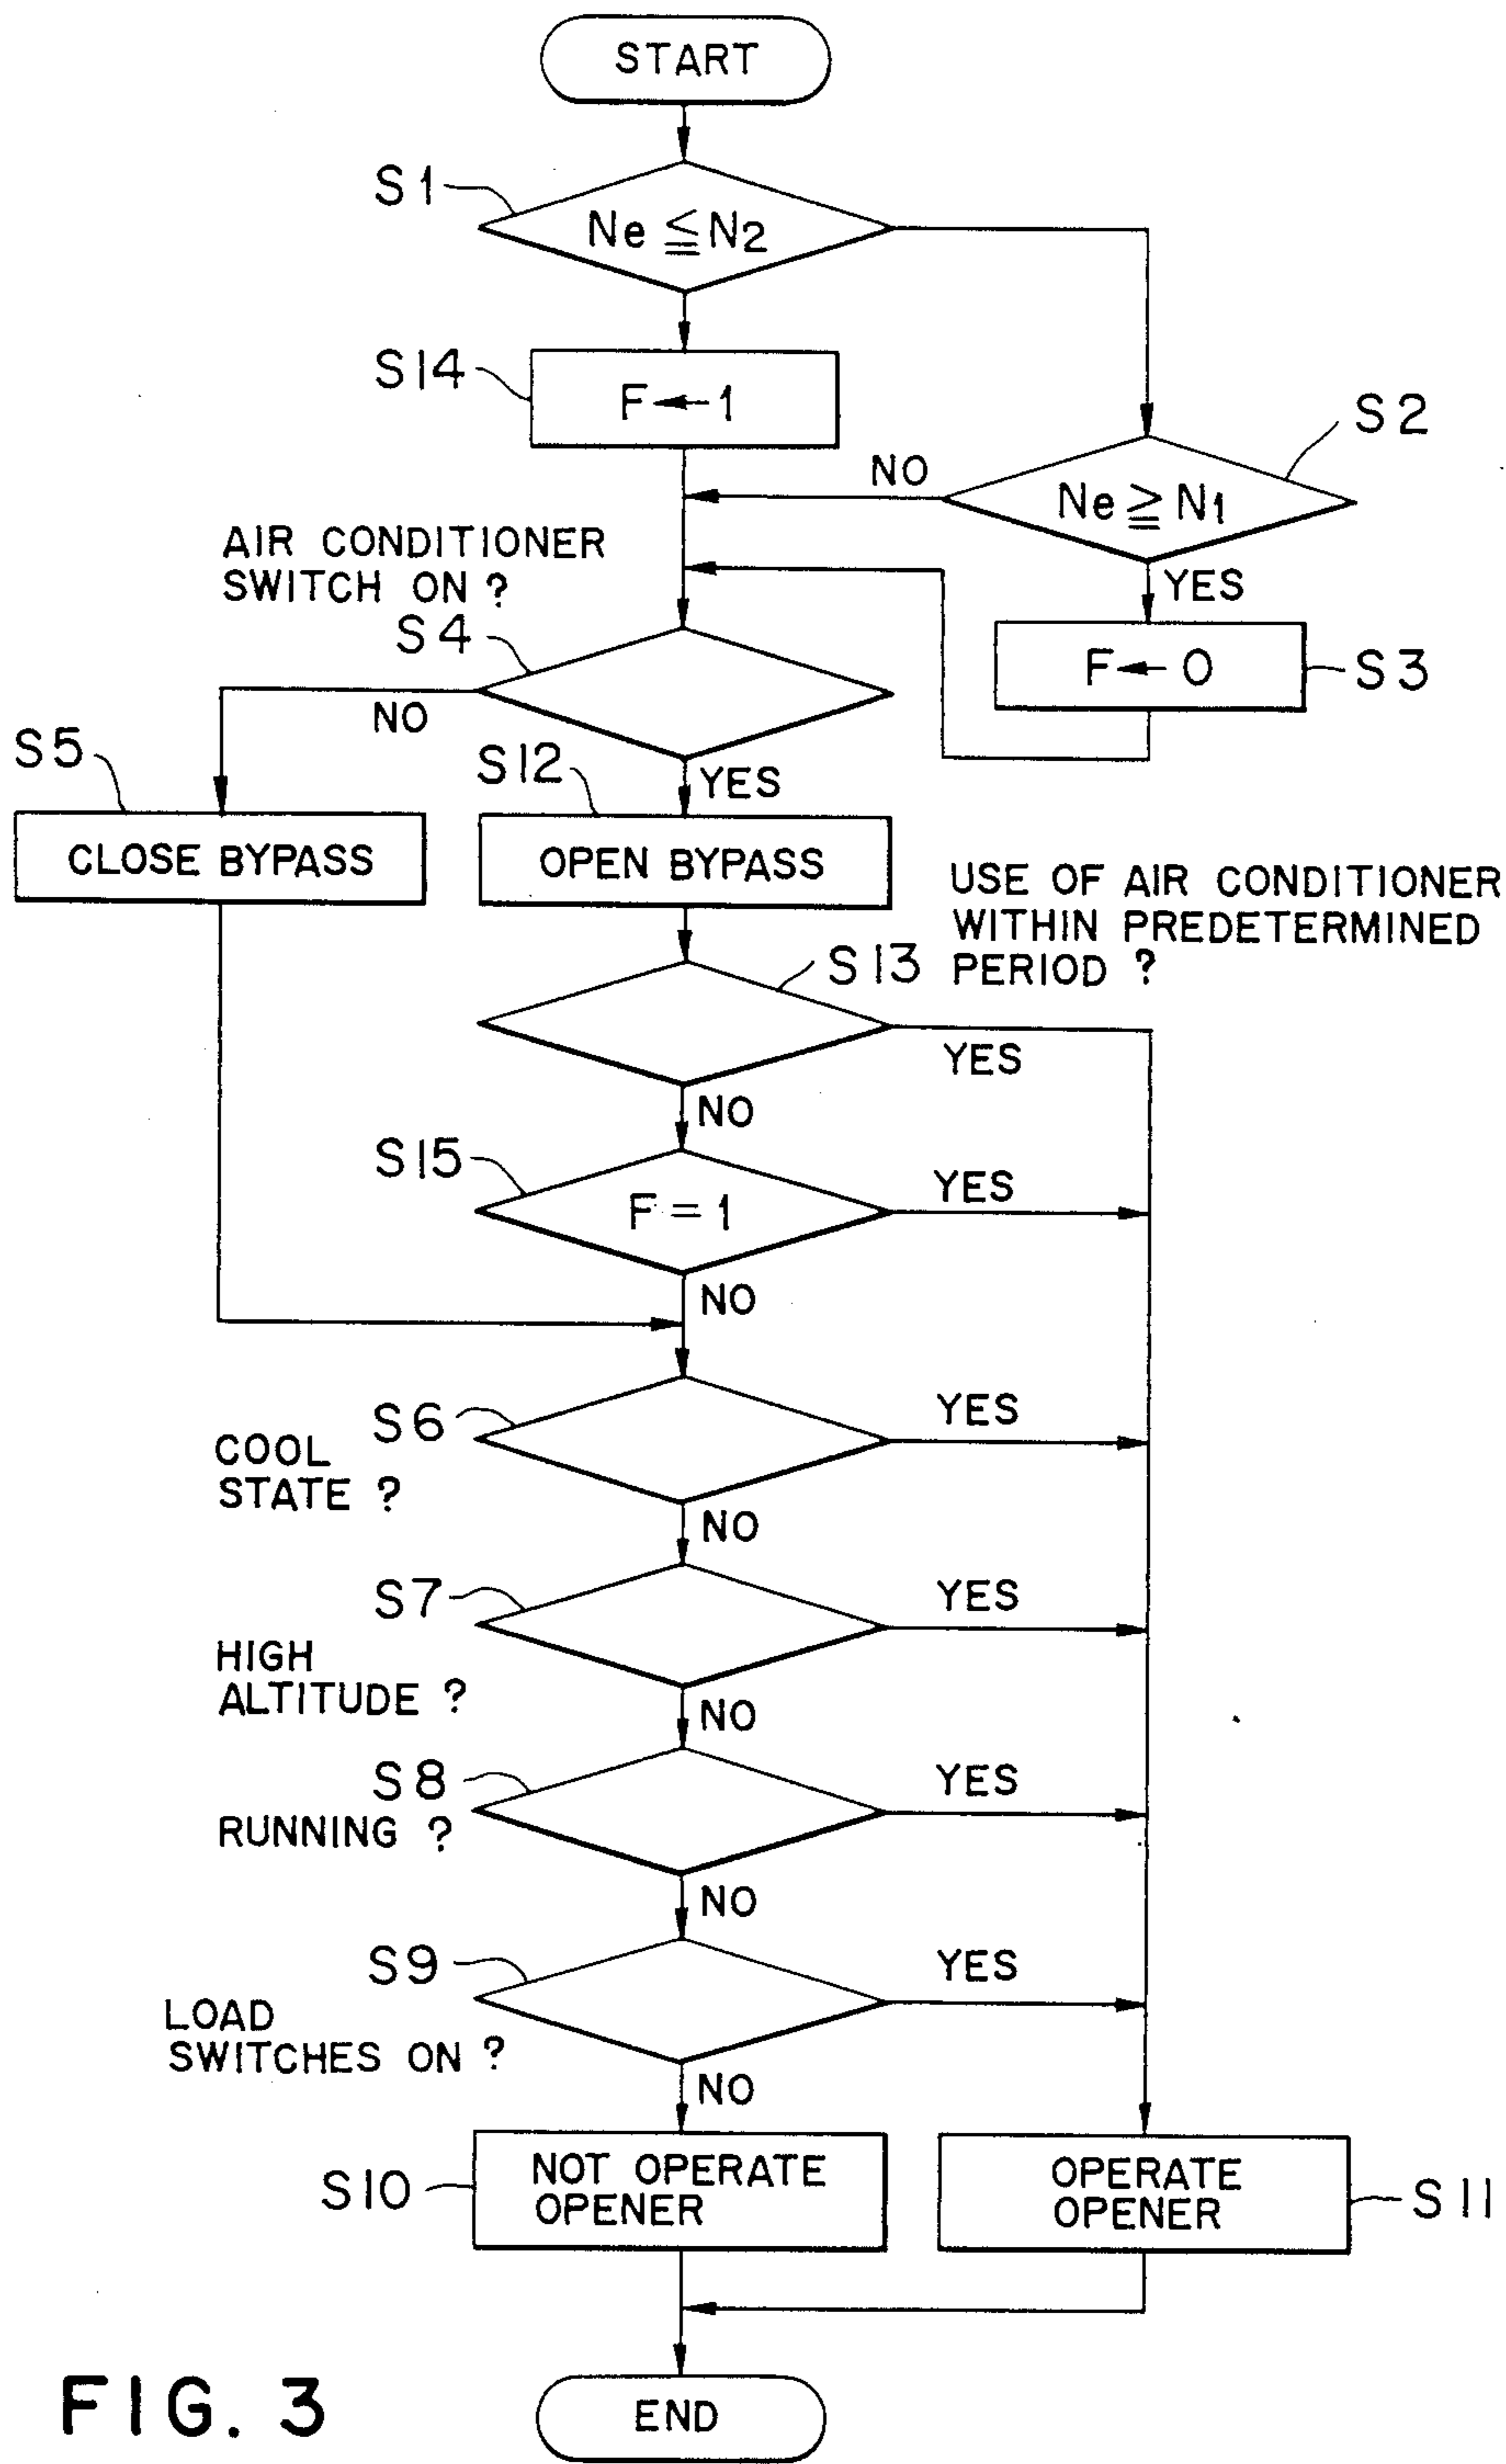 START
S1
Ne ≦ N2
S14
F ← 1
S2
NO
Ne ≧ N1
YES
AIR CONDITIONER
SWITCH ON ?
S4
F ← 0
S3
NO
YES
S5
S12
CLOSE BYPASS
OPEN BYPASS
USE OF AIR CONDITIONER
WITHIN PREDETERMINED
PERIOD ?
S13
YES
NO
S15
F = 1
YES
NO
S6
YES
COOL
STATE ?
NO
S7
YES
HIGH
ALTITUDE ?
NO
S8
YES
RUNNING ?
NO
S9
YES
LOAD
SWITCHES ON ?
NO
S10
NOT OPERATE
OPENER
OPERATE
OPENER
S11
END
FIG. 3